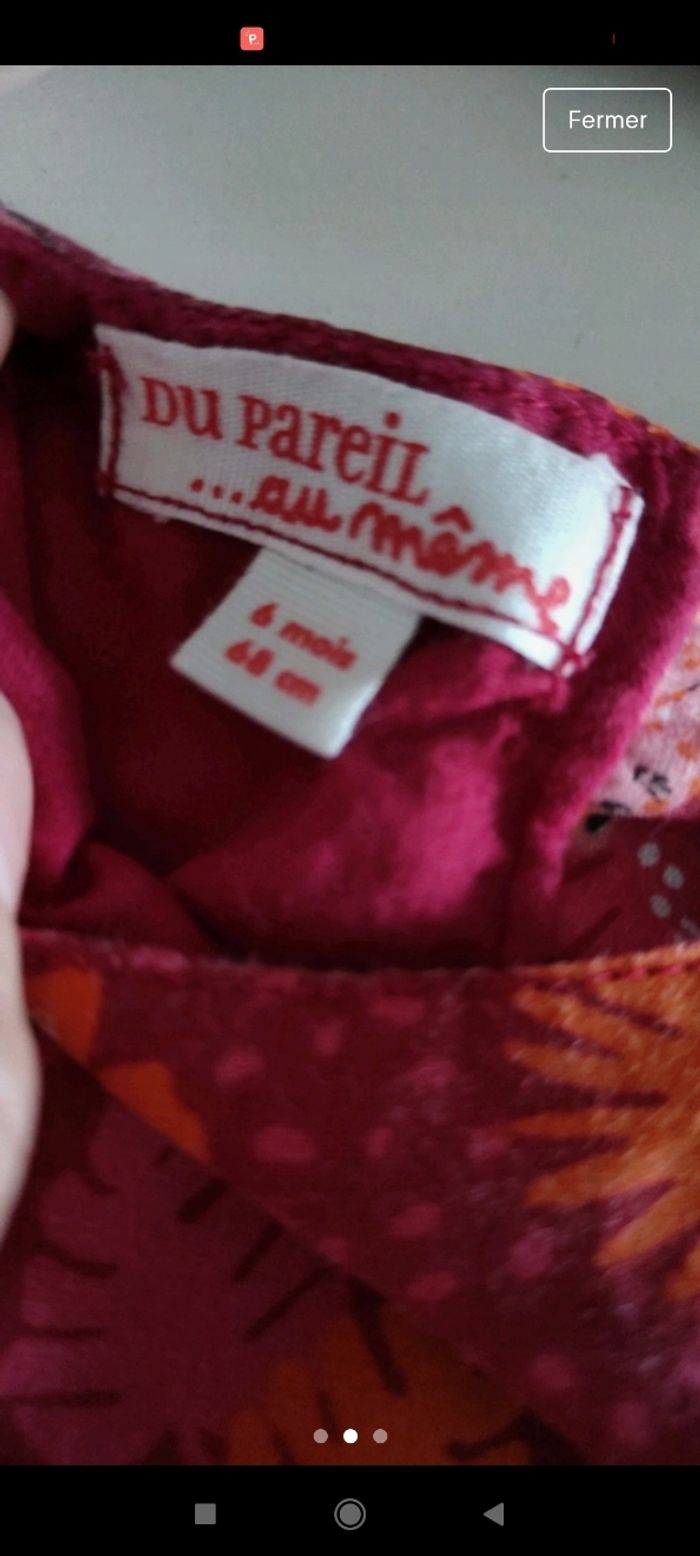 Fermer
DU PAREIL
...au même
6 mois
68 cm